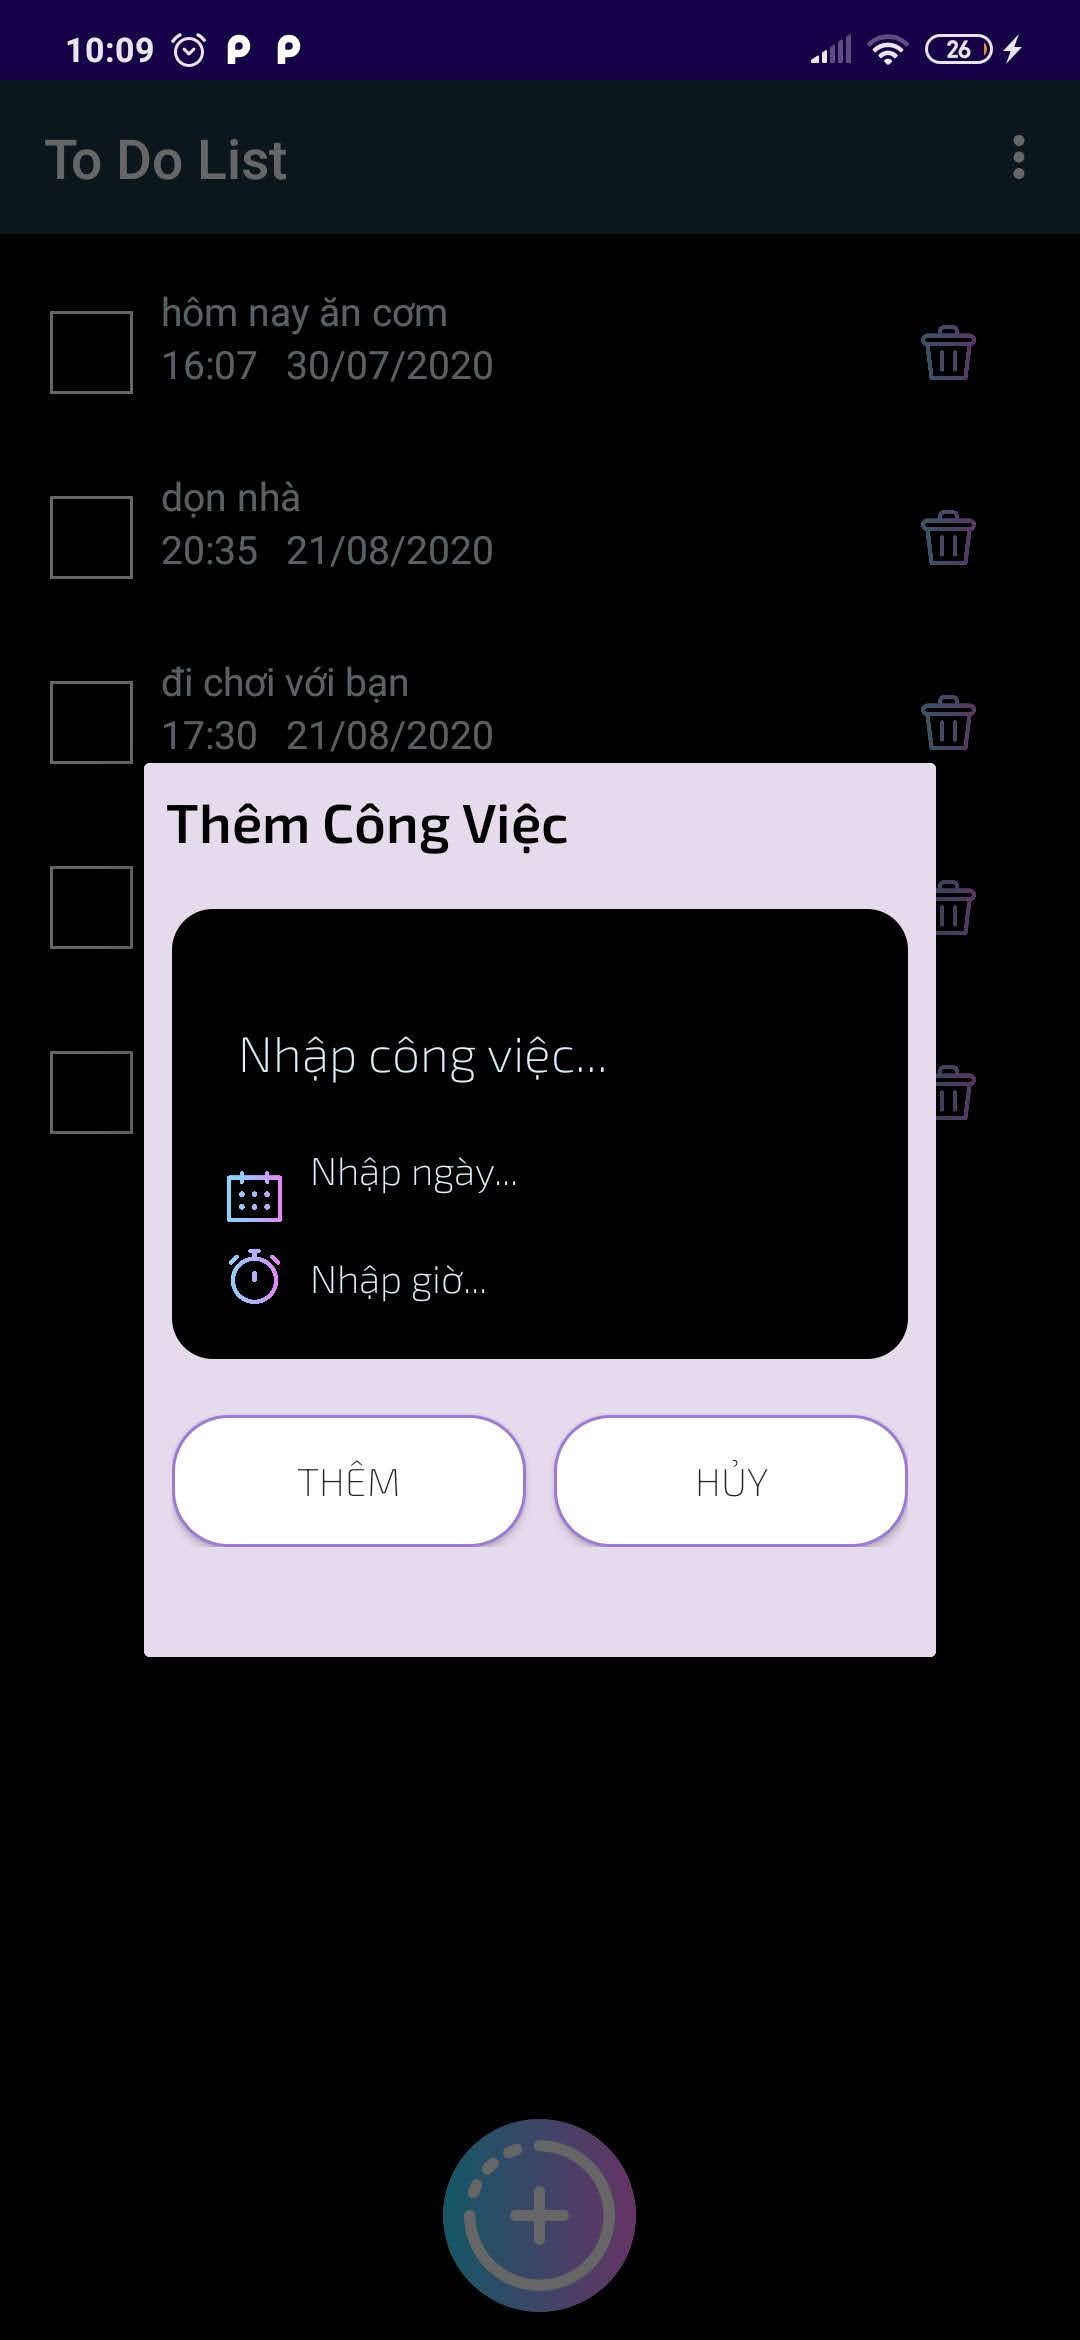 10:09
26
To Do List
hôm nay ăn cơm
16:07 30/07/2020
dọn nhà
20:35 21/08/2020
đi chơi với bạn
17:30 21/08/2020
Thêm Công Việc
Nhập công việc...
Nhập ngày...
Nhập giờ...
THÊM
HỦY